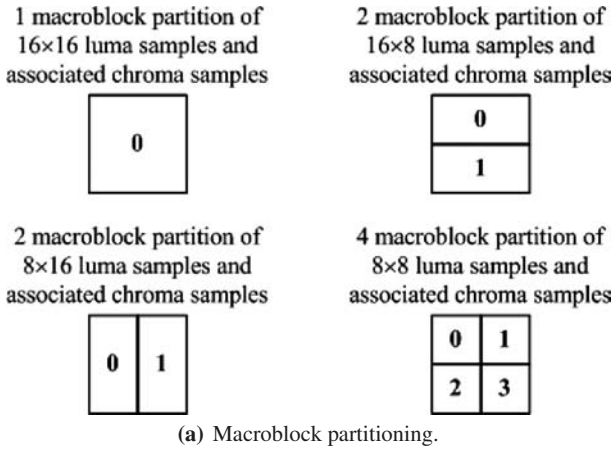 1 macroblock partition of
16×16 luma samples and
associated chroma samples
0
2 macroblock partition of
16×8 luma samples and
associated chroma samples
0
1
2 macroblock partition of
8×16 luma samples and
associated chroma samples
0 1
4 macroblock partition of
8×8 luma samples and
associated chroma samples
0 1
2 3
(a) Macroblock partitioning.